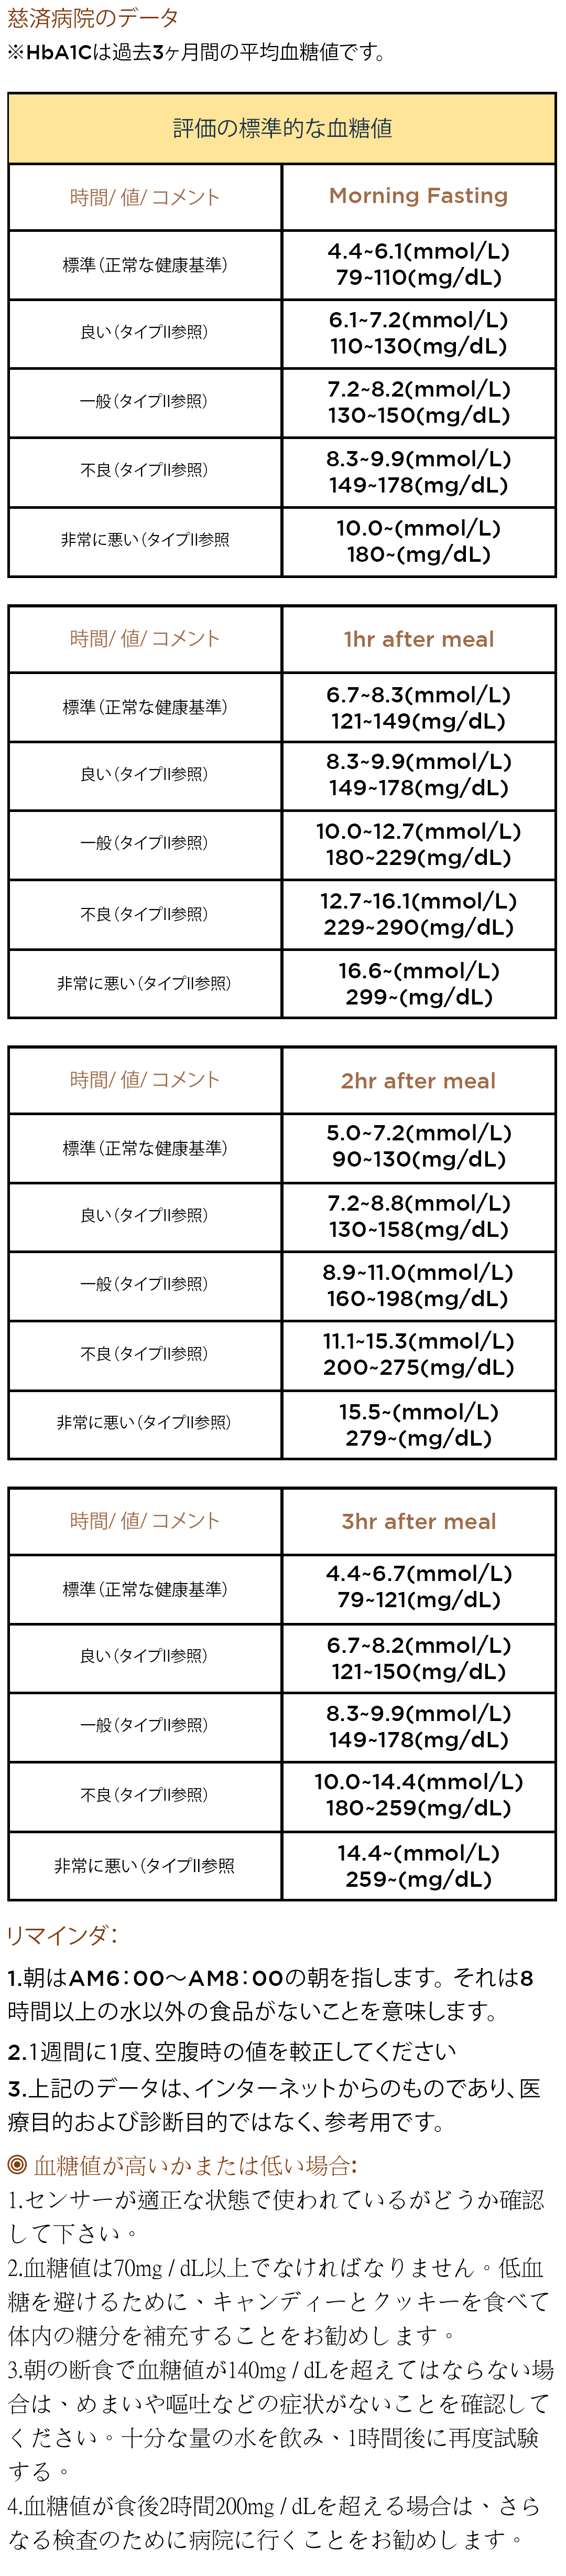 慈済病院のデータ
※HbA1Cは過去3ヶ月間の平均血糖値です。
評価の標準的な血糖値
時間/ 値/ コメント
Morning Fasting
標準（正常な健康基準）
4.4~6.1(mmol/L)
79~110(mg/dL)
良い（タイプII参照）
6.1~7.2(mmol/L)
110~130(mg/dL)
一般（タイプII参照）
7.2~8.2(mmol/L)
130~150(mg/dL)
不良（タイプII参照）
8.3~9.9(mmol/L)
149~178(mg/dL)
非常に悪い（タイプII参照
10.0~(mmol/L)
180~(mg/dL)
時間/ 値/ コメント
1hr after meal
標準（正常な健康基準）
6.7~8.3(mmol/L)
121~149(mg/dL)
良い（タイプII参照）
8.3~9.9(mmol/L)
149~178(mg/dL)
一般（タイプII参照）
10.0~12.7(mmol/L)
180~229(mg/dL)
不良（タイプII参照）
12.7~16.1(mmol/L)
229~290(mg/dL)
非常に悪い（タイプII参照）
16.6~(mmol/L)
299~(mg/dL)
時間/ 値/ コメント
2hr after meal
標準（正常な健康基準）
5.0~7.2(mmol/L)
90~130(mg/dL)
良い（タイプII参照）
7.2~8.8(mmol/L)
130~158(mg/dL)
一般（タイプII参照）
8.9~11.0(mmol/L)
160~198(mg/dL)
不良（タイプII参照）
11.1~15.3(mmol/L)
200~275(mg/dL)
非常に悪い（タイプII参照）
15.5~(mmol/L)
279~(mg/dL)
時間/ 値/ コメント
3hr after meal
標準（正常な健康基準）
4.4~6.7(mmol/L)
79~121(mg/dL)
良い（タイプII参照）
6.7~8.2(mmol/L)
121~150(mg/dL)
一般（タイプII参照）
8.3~9.9(mmol/L)
149~178(mg/dL)
不良（タイプII参照）
10.0~14.4(mmol/L)
180~259(mg/dL)
非常に悪い（タイプII参照
14.4~(mmol/L)
259~(mg/dL)
リマインダ：
1.朝はAM6：00〜AM8：00の朝を指します。それは8
時間以上の水以外の食品がないことを意味します。
2.1週間に1度、空腹時の値を較正してください
3.上記のデータは、インターネットからのものであり、医
療目的および診断目的ではなく、参考用です。
◎ 血糖値が高いかまたは低い場合:
1.センサーが適正な状態で使われているがどうか確認
して下さい。
2.血糖値は70mg / dL以上でなければなりません。低血
糖を避けるために、キャンディーとクッキーを食べて
体内の糖分を補充することをお勧めします。
3.朝の断食で血糖値が140mg / dLを超えてはならない場
合は、めまいや嘔吐などの症状がないことを確認して
ください。十分な量の水を飲み、1時間後に再度試験
する。
4.血糖値が食後2時間200mg / dLを超える場合は、さら
なる検査のために病院に行くことをお勧めします。